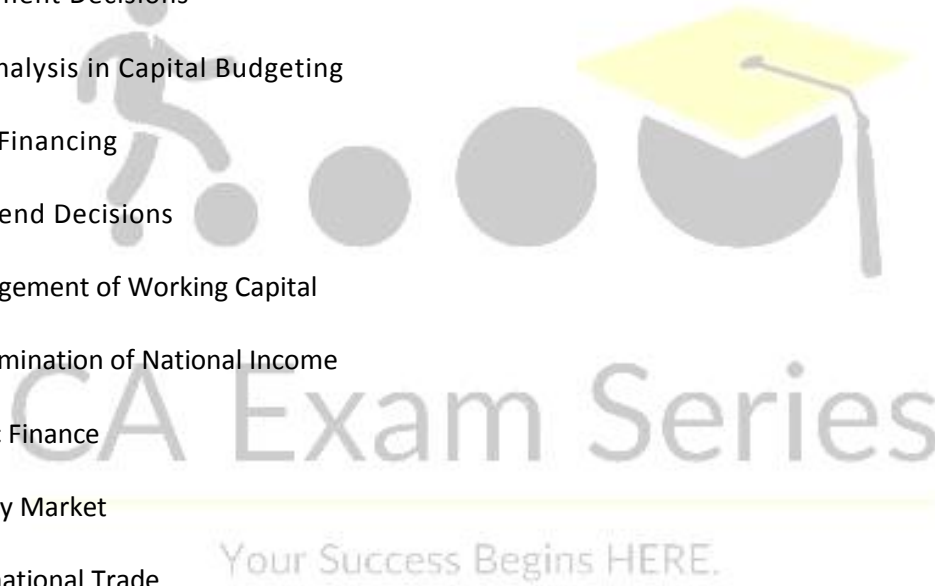 ment Decisions
nalysis in Capital Budgeting
Financing
end Decisions
gement of Working Capital
mination of National Income
CA Exam Series
Finance
y Market
Your Success Begins HERE.
national Trade